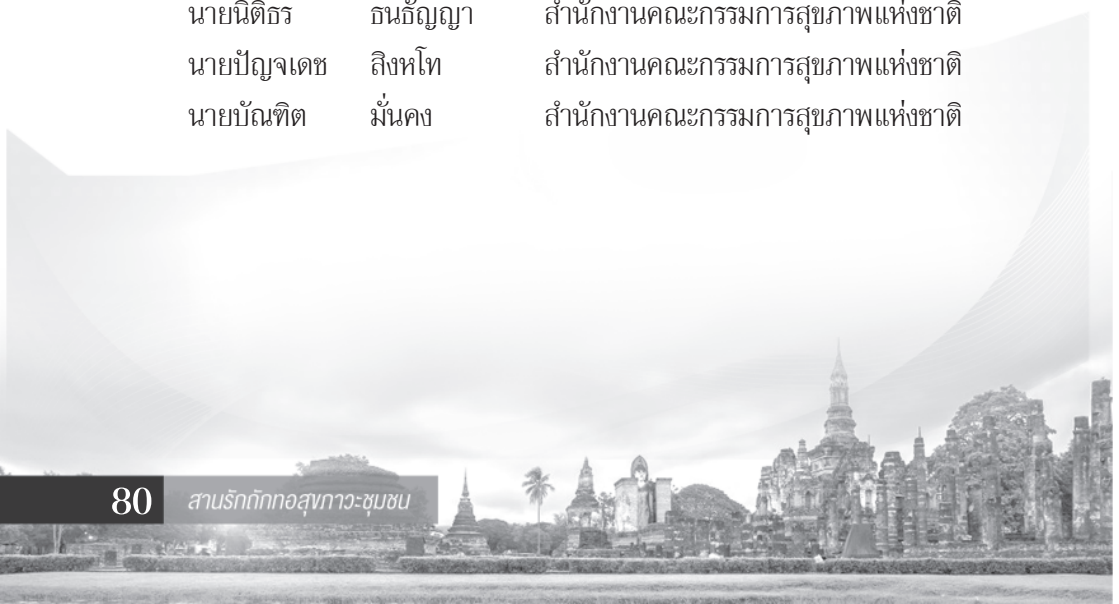 นายนิติธร ธนธัญญา สำนักงานคณะกรรมการสุขภาพแห่งชาติ
นายปัญจเดช สิงหโท สำนักงานคณะกรรมการสุขภาพแห่งชาติ
นายบัณฑิต มั่นคง สำนักงานคณะกรรมการสุขภาพแห่งชาติ
80 สานรักถักทอสุขภาวะชุมชน